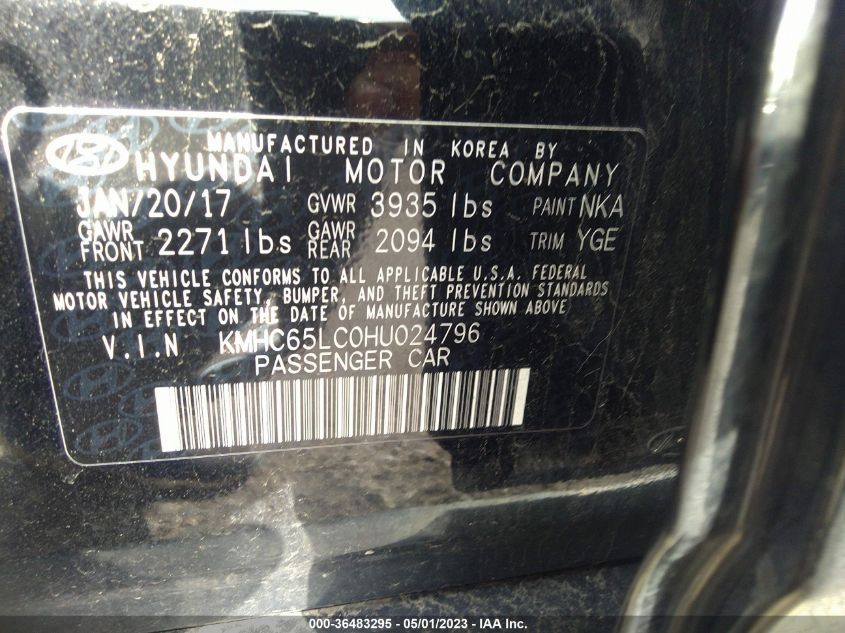 MANUFACTURED IN KOREA BY
HYUNDAI MOTOR COMPANY
JAN/20/17 GVWR 3935 lbs PAINT NKA
GAWR FRONT 2271 lbs GAWR REAR 2094 lbs TRIM YGE
THIS VEHICLE CONFORMS TO ALL APPLICABLE U.S.A. FEDERAL
MOTOR VEHICLE SAFETY, BUMPER, AND THEFT PREVENTION STANDARDS
IN EFFECT ON THE DATE OF MANUFACTURE SHOWN ABOVE
V.I.N KMHC65LC0HU024796
PASSENGER CAR
000-36483295 - 05/01/2023 - IAA Inc.